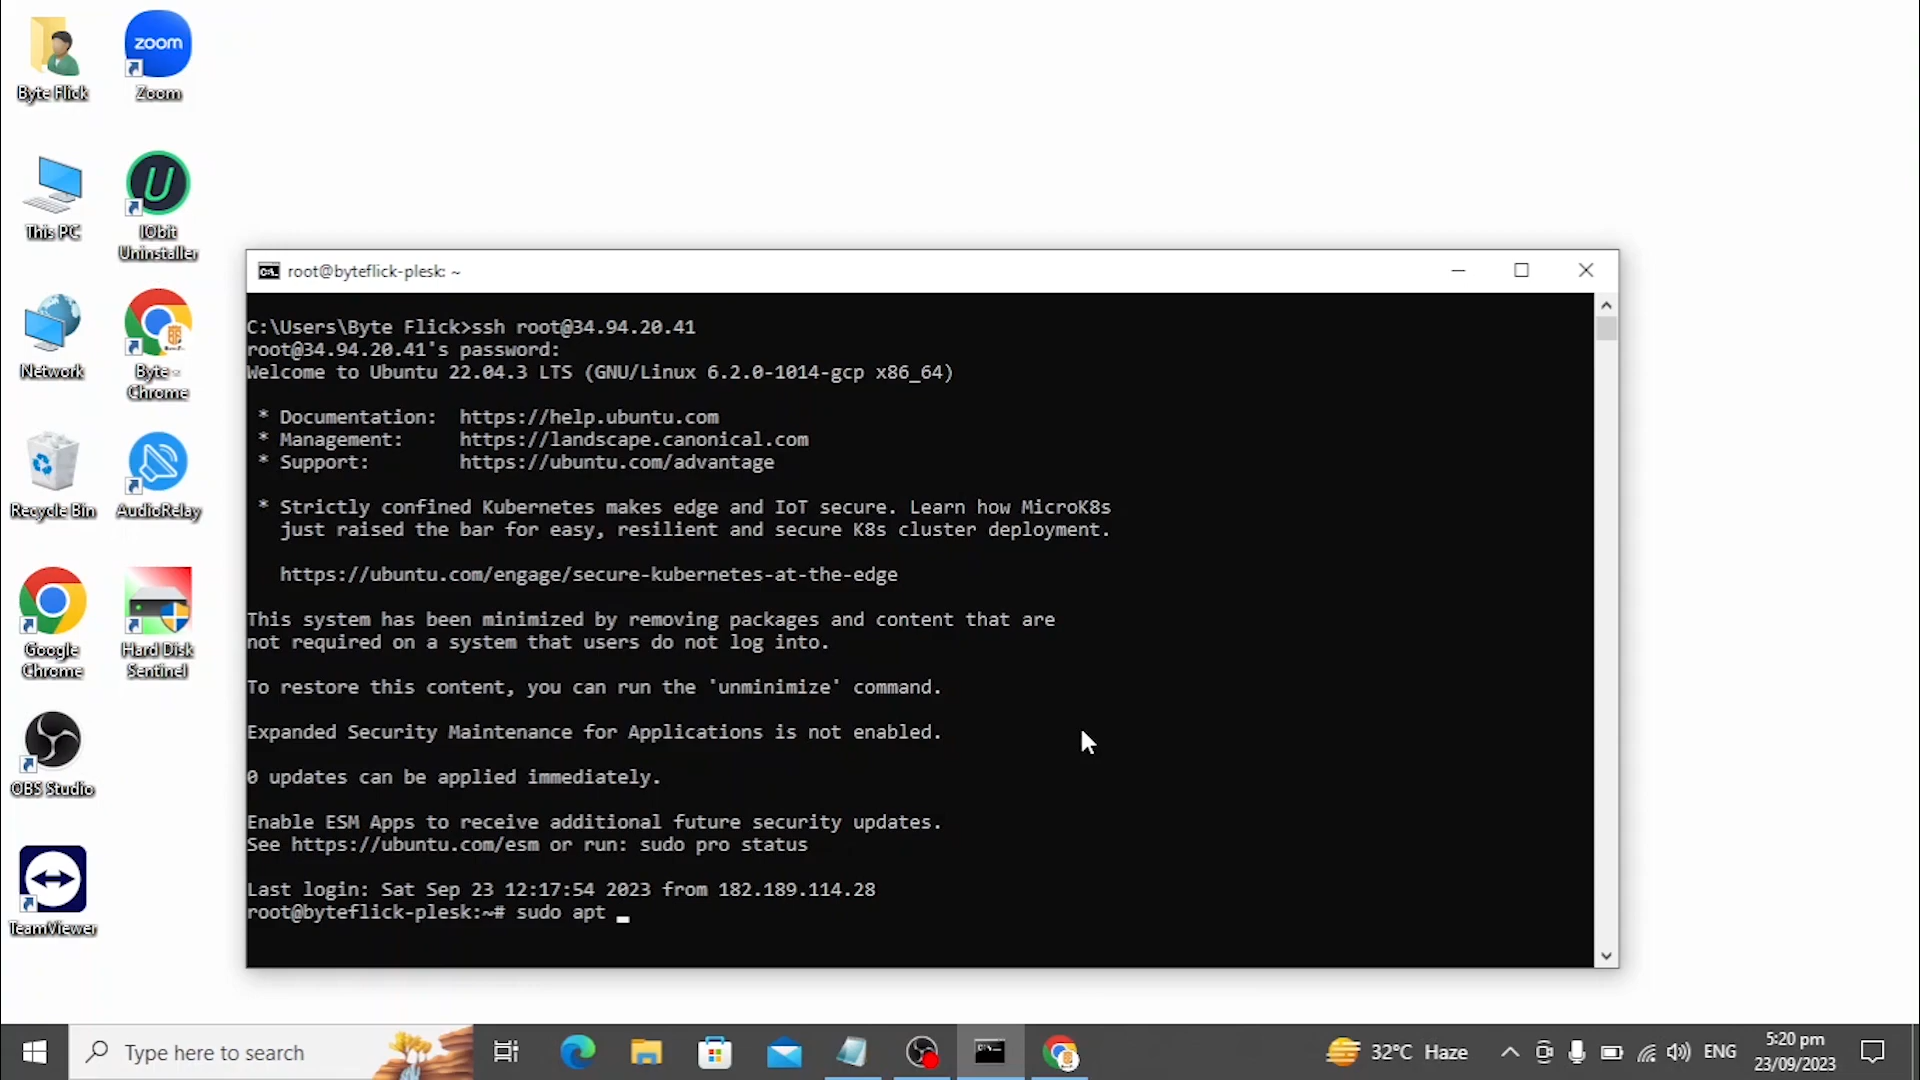 Byte Flick
zoom
Zoom
This PC
IObit
Uninstaller
Network
Byte -
Chrome
Recycle Bin
AudioRelay
Google
Chrome
Hard Disk
Sentinel
OBS Studio
TeamViewer
root@byteflick-plesk: ~
C:\Users\Byte Flick>ssh root@34.94.20.41
root@34.94.20.41's password:
Welcome to Ubuntu 22.04.3 LTS (GNU/Linux 6.2.0-1014-gcp x86_64)
* Documentation:  https://help.ubuntu.com
* Management:     https://landscape.canonical.com
* Support:        https://ubuntu.com/advantage
* Strictly confined Kubernetes makes edge and IoT secure. Learn how MicroK8s
just raised the bar for easy, resilient and secure K8s cluster deployment.
https://ubuntu.com/engage/secure-kubernetes-at-the-edge
This system has been minimized by removing packages and content that are
not required on a system that users do not log into.
To restore this content, you can run the 'unminimize' command.
Expanded Security Maintenance for Applications is not enabled.
0 updates can be applied immediately.
Enable ESM Apps to receive additional future security updates.
See https://ubuntu.com/esm or run: sudo pro status
Last login: Sat Sep 23 12:17:54 2023 from 182.189.114.28
root@byteflick-plesk:~# sudo apt _
Type here to search
32°C Haze
ENG
5:20 pm
23/09/2023